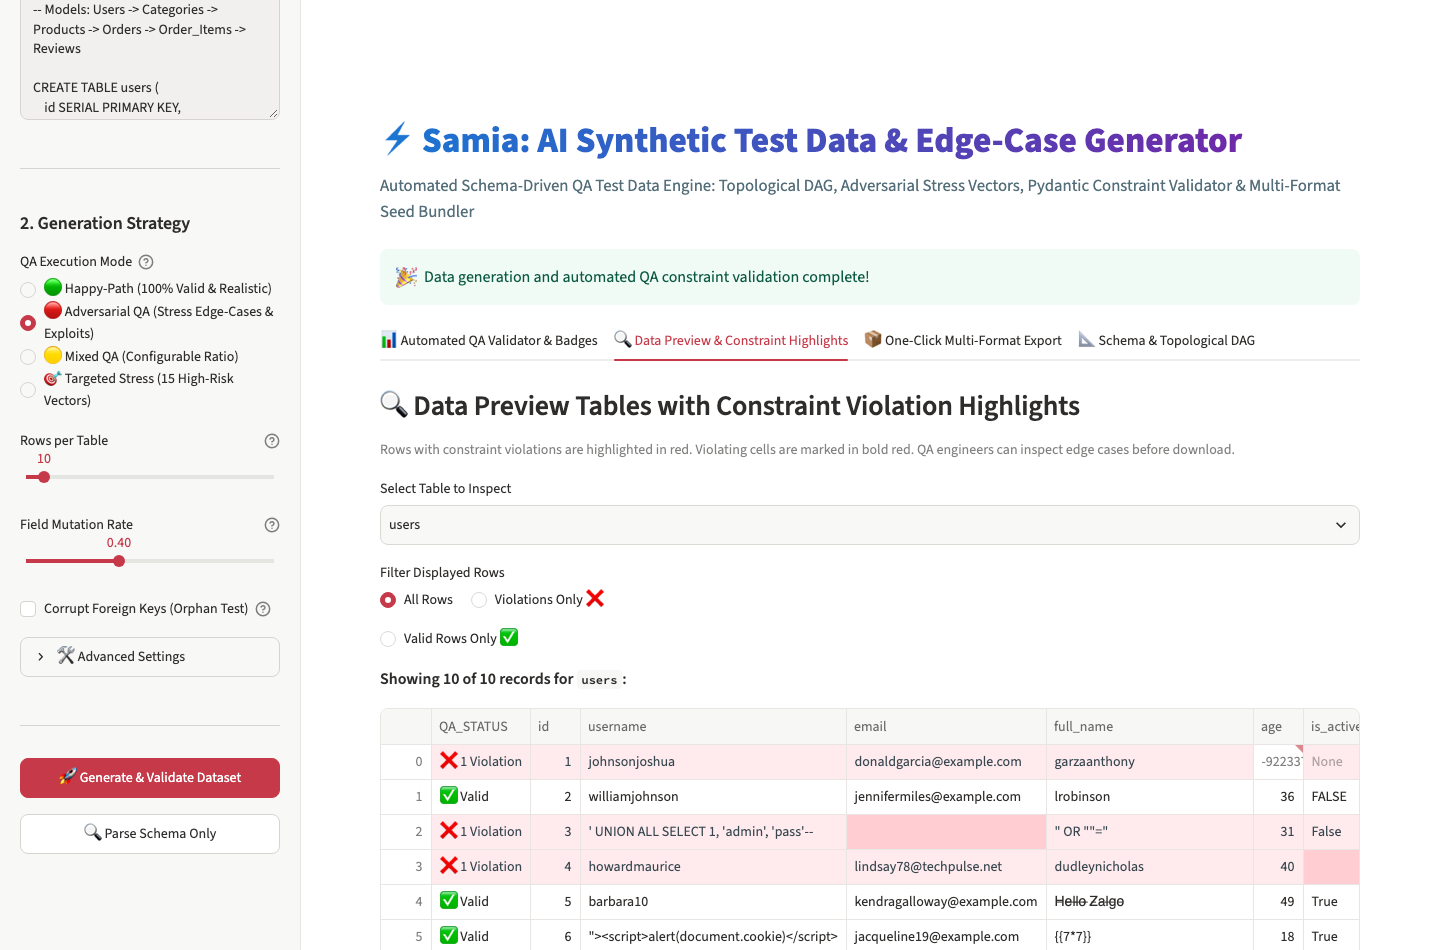 -- Models: Users -> Categories ->
Products -> Orders -> Order_Items ->
Reviews
CREATE TABLE users (
id SERIAL PRIMARY KEY,
2. Generation Strategy
QA Execution Mode
Happy-Path (100% Valid & Realistic)
Adversarial QA (Stress Edge-Cases &
Exploits)
Mixed QA (Configurable Ratio)
Targeted Stress (15 High-Risk
Vectors)
Rows per Table
10
Field Mutation Rate
0.40
Corrupt Foreign Keys (Orphan Test)
Advanced Settings
Generate & Validate Dataset
Parse Schema Only
Samia: AI Synthetic Test Data & Edge-Case Generator
Automated Schema-Driven QA Test Data Engine: Topological DAG, Adversarial Stress Vectors, Pydantic Constraint Validator & Multi-Format
Seed Bundler
Data generation and automated QA constraint validation complete!
Automated QA Validator & Badges Data Preview & Constraint Highlights One-Click Multi-Format Export Schema & Topological DAG
Data Preview Tables with Constraint Violation Highlights
Rows with constraint violations are highlighted in red. Violating cells are marked in bold red. QA engineers can inspect edge cases before download.
Select Table to Inspect
users
Filter Displayed Rows
All Rows Violations Only ❌
Valid Rows Only ✅
Showing 10 of 10 records for users :
QA_STATUS id username email full_name age is_active
0 ❌ 1 Violation 1 johnsonjoshua donaldgarcia@example.com garzaanthony -92233 None
1 ✅ Valid 2 williamjohnson jennifermiles@example.com lrobinson 36 FALSE
2 ❌ 1 Violation 3 ' UNION ALL SELECT 1, 'admin', 'pass'-- " OR ""=" 31 False
3 ❌ 1 Violation 4 howardmaurice lindsay78@techpulse.net dudleynicholas 40
4 ✅ Valid 5 barbara10 kendragalloway@example.com Hello Zalgo 49 True
5 ✅ Valid 6 "><script>alert(document.cookie)</script> jacqueline19@example.com {{7*7}} 18 True